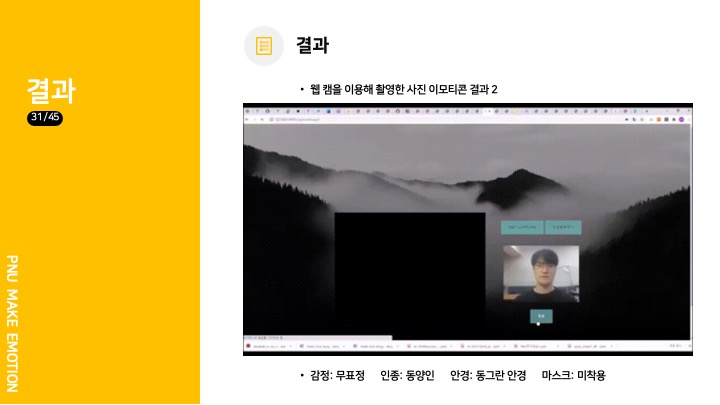 결과
31/45
PNU MAKE EMOTION
결과
• 웹 캠을 이용해 촬영한 사진 이모티콘 결과 2
• 감정: 무표정 인종: 동양인 안경: 동그란 안경 마스크: 미착용